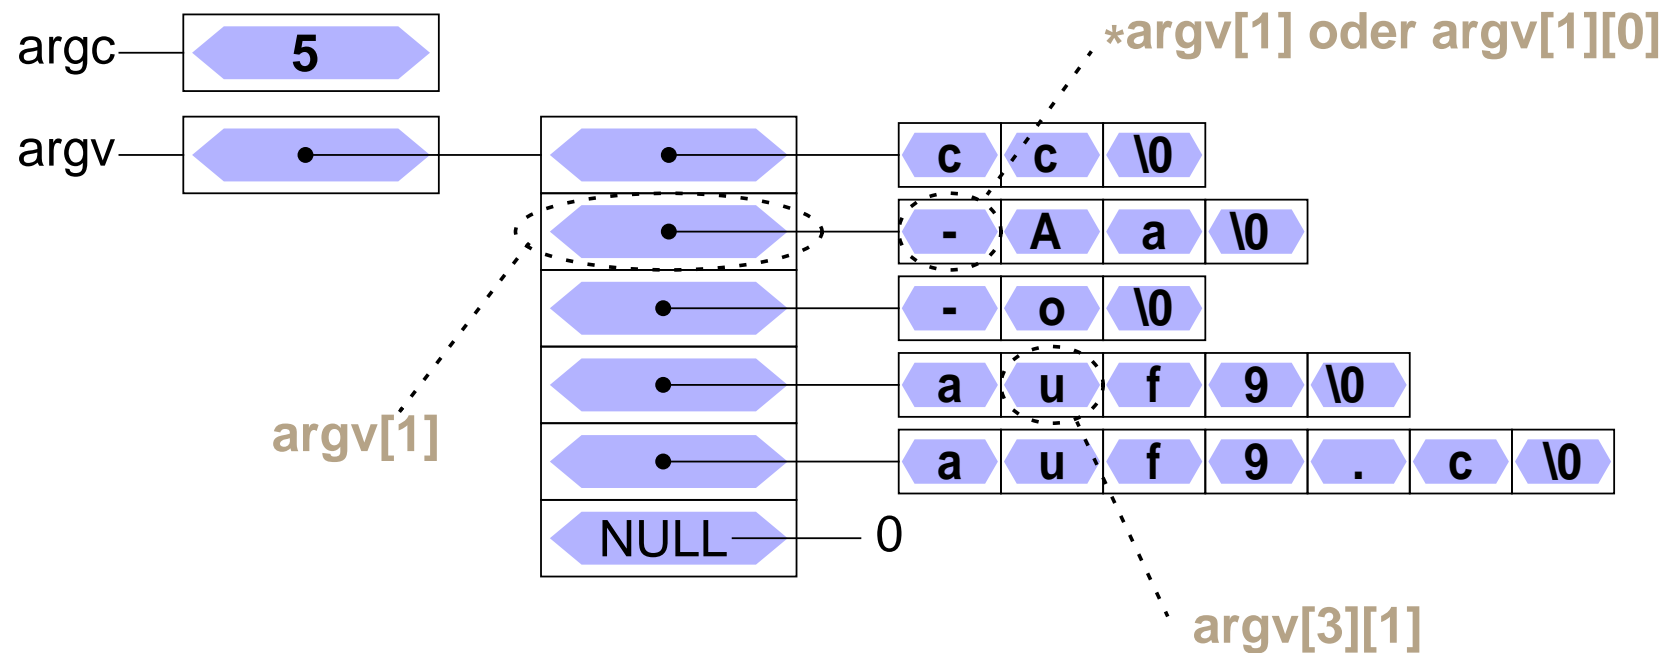 argc 5
*argv[1] oder argv[1][0]
argv c c \0
- A a \0
- o \0
a u f 9 \0
argv[1]
a u f 9 . c \0
NULL 0
argv[3][1]